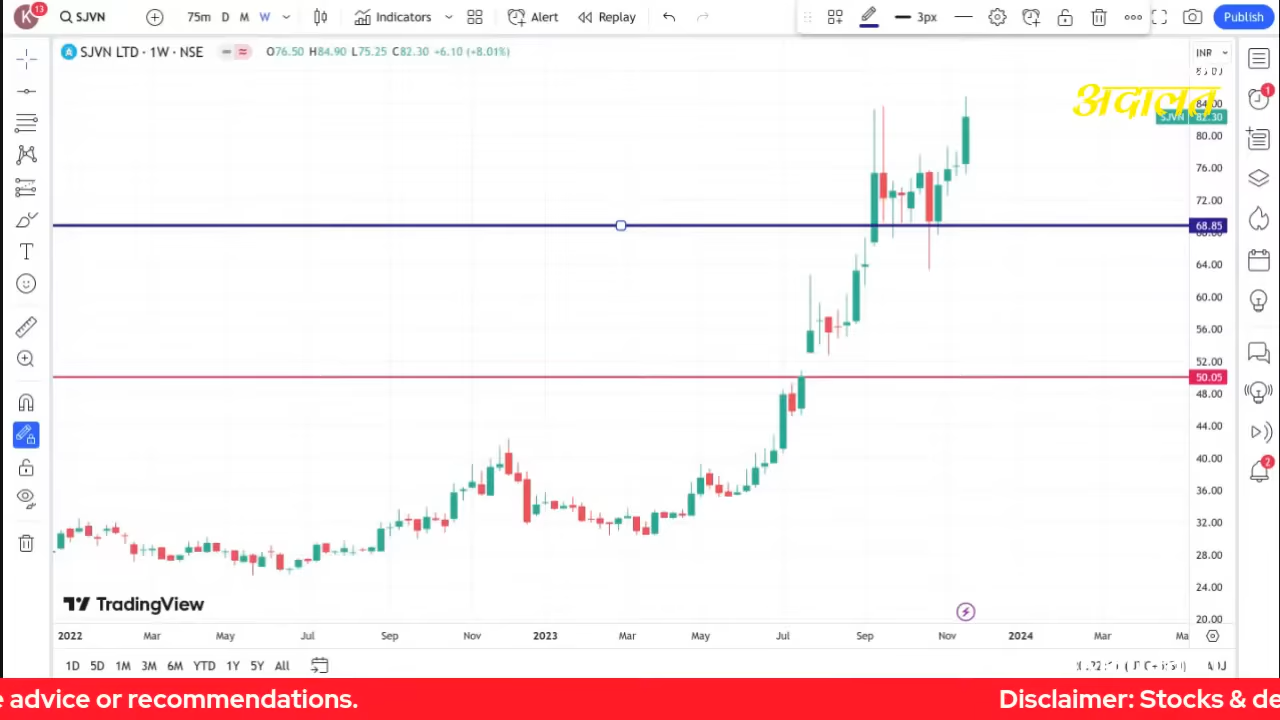 K 13 SJVN 75m D M W Indicators Alert Replay 3px Publish
SJVN LTD · 1W · NSE O76.50 H84.90 L75.25 C82.30 +6.10 (+8.01%) INR
अदालत
84.00
SJVN 82.30
80.00
76.00
72.00
68.85
64.00
60.00
56.00
52.00
50.05
48.00
44.00
40.00
36.00
32.00
28.00
24.00
20.00
1
2
TradingView
2022 Mar May Jul Sep Nov 2023 Mar May Jul Sep Nov 2024 Mar Ma
1D 5D 1M 3M 6M YTD 1Y 5Y All
e advice or recommendations. Disclaimer: Stocks & de